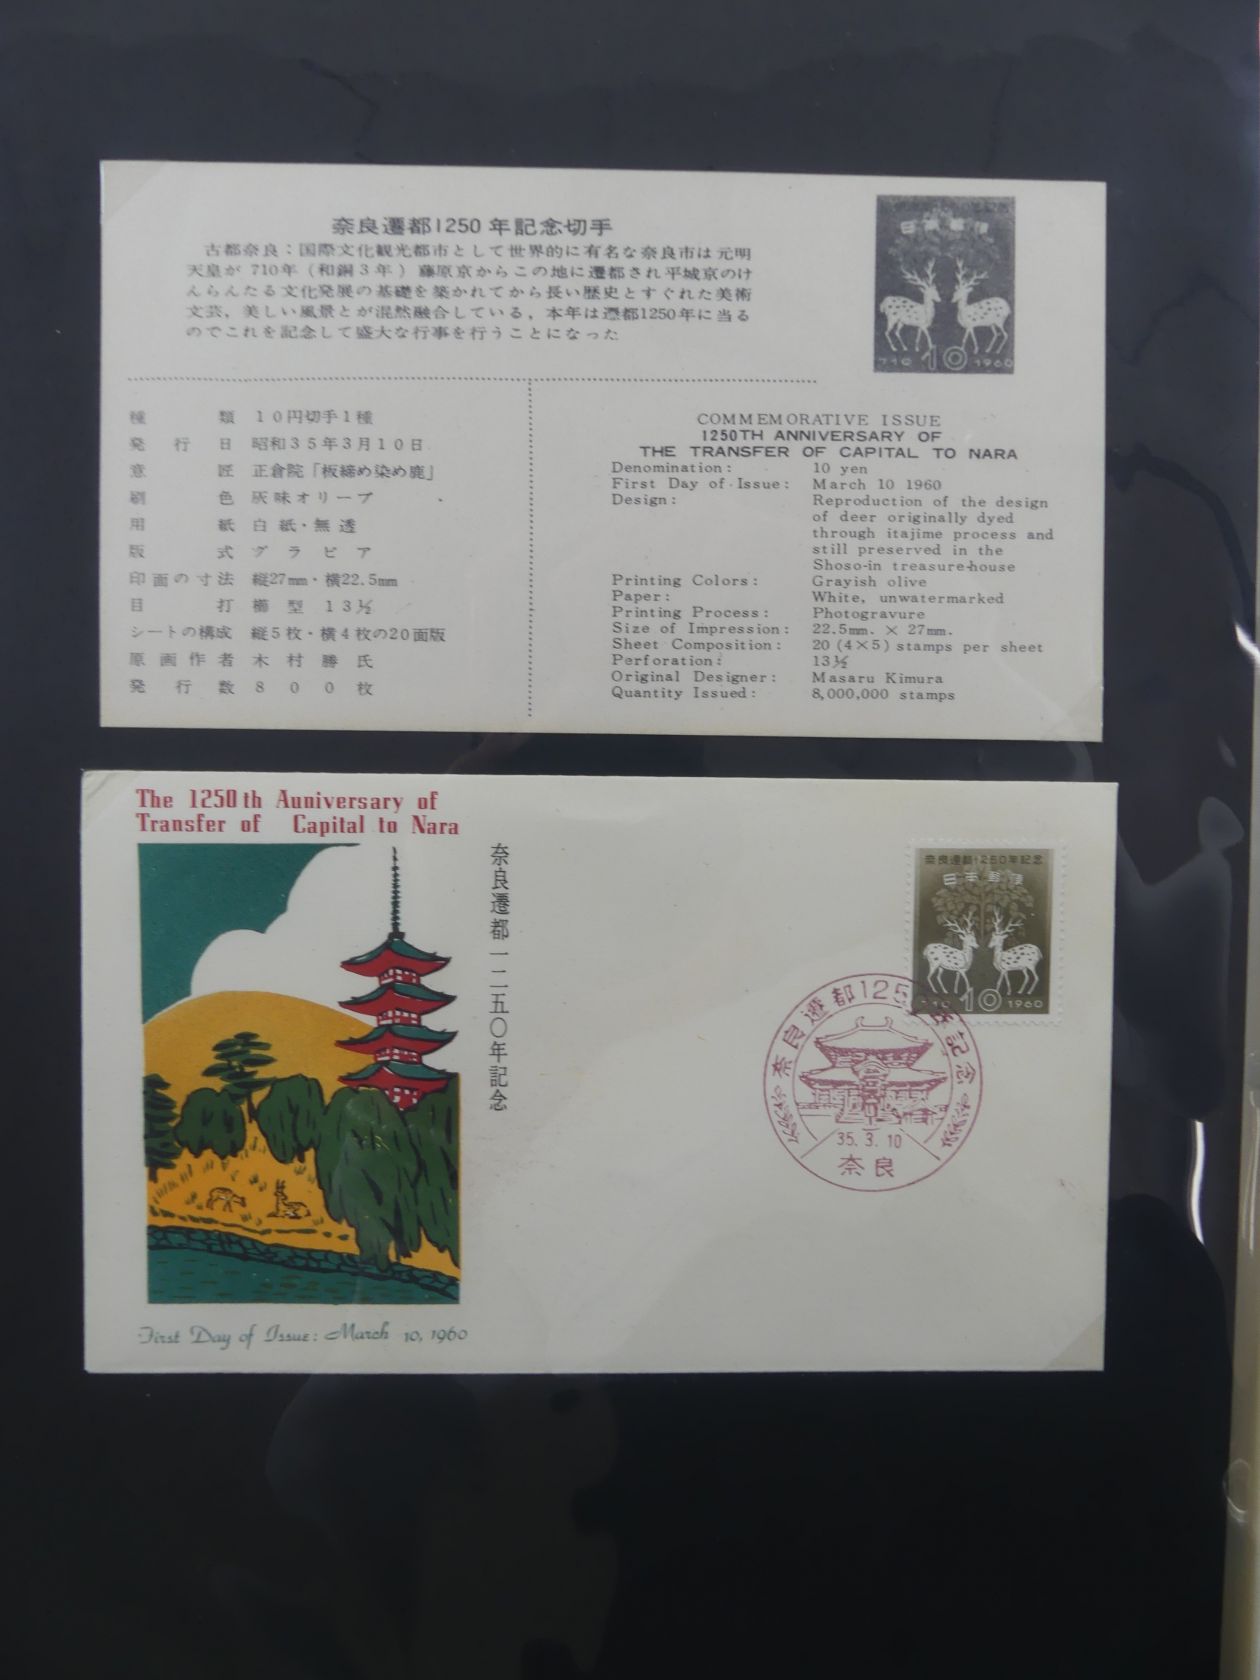 奈良遷都1250年記念切手
古都奈良：国際文化観光都市として世界的に有名な奈良市は元明
天皇が710年（和銅3年）藤原京からこの地に遷都され平城京のけ
んらんたる文化発展の基礎を築かれてから長い歴史とすぐれた美術
文芸，美しい風景とが混然融合している，本年は遷都1250年に当る
のでこれを記念して盛大な行事を行うことになった
日本郵便
710 10 1960
種類 10円切手1種
発行日 昭和35年3月10日
意匠 正倉院「板締め染め鹿」
刷色 灰味オリーブ
用紙 白紙・無透
版式 グラビア
印面の寸法 縦27mm・横22.5mm
目打 櫛型 13½
シートの構成 縦5枚・横4枚の20面版
原画作者 木村勝氏
発行数 800枚
COMMEMORATIVE ISSUE
1250TH ANNIVERSARY OF
THE TRANSFER OF CAPITAL TO NARA
Denomination: 10 yen
First Day of Issue: March 10 1960
Design: Reproduction of the design
of deer originally dyed
through itajime process and
still preserved in the
Shoso-in treasure-house
Printing Colors: Grayish olive
Paper: White, unwatermarked
Printing Process: Photogravure
Size of Impression: 22.5mm. × 27mm.
Sheet Composition: 20 (4×5) stamps per sheet
Perforation: 13½
Original Designer: Masaru Kimura
Quantity Issued: 8,000,000 stamps
The 1250th Auniversary of
Transfer of Capital to Nara
奈良遷都一二五〇年記念
First Day of Issue: March 10, 1960
奈良遷都1250年記念
日本郵便
710 10 1960
奈良遷都125 年記念
35.3.10
奈良